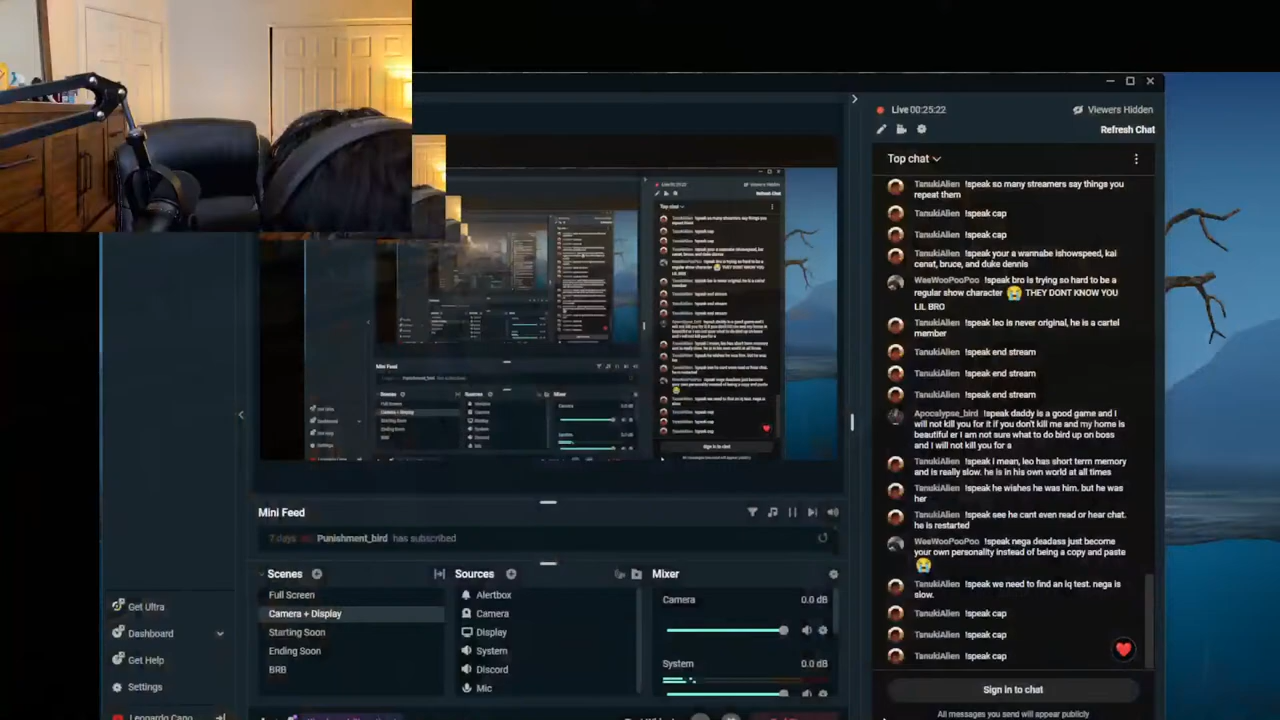 Live 00:25:22
Viewers Hidden
Refresh Chat
Top chat
TanukiAlien !speak so many streamers say things you
repeat them
TanukiAlien !speak cap
TanukiAlien !speak cap
TanukiAlien !speak your a wannabe ishowspeed, kai
cenat, bruce, and duke dennis
WeeWooPooPoo !speak bro is trying so hard to be a
regular show character 😭 THEY DONT KNOW YOU
LIL BRO
TanukiAlien !speak leo is never original, he is a cartel
member
TanukiAlien !speak end stream
TanukiAlien !speak end stream
TanukiAlien !speak end stream
Apocalypse_bird !speak daddy is a good game and I
will not kill you for it if you don't kill me and my home is
beautiful er I am not sure what to do bird up on boss
and I will not kill you for a
TanukiAlien !speak I mean, leo has short term memory
and is really slow. he is in his own world at all times
TanukiAlien !speak he wishes he was him. but he was
her
TanukiAlien !speak see he cant even read or hear chat.
he is restarted
WeeWooPooPoo !speak nega deadass just become
your own personality instead of being a copy and paste
😭
TanukiAlien !speak we need to find an iq test. nega is
slow.
TanukiAlien !speak cap
TanukiAlien !speak cap
TanukiAlien !speak cap
Sign in to chat
All messages you send will appear publicly
Mini Feed
7 days Punishment_bird has subscribed
Scenes
Full Screen
Camera + Display
Starting Soon
Ending Soon
BRB
Sources
Alertbox
Camera
Display
System
Discord
Mic
Mixer
Camera 0.0 dB
System 0.0 dB
Get Ultra
Dashboard
Get Help
Settings